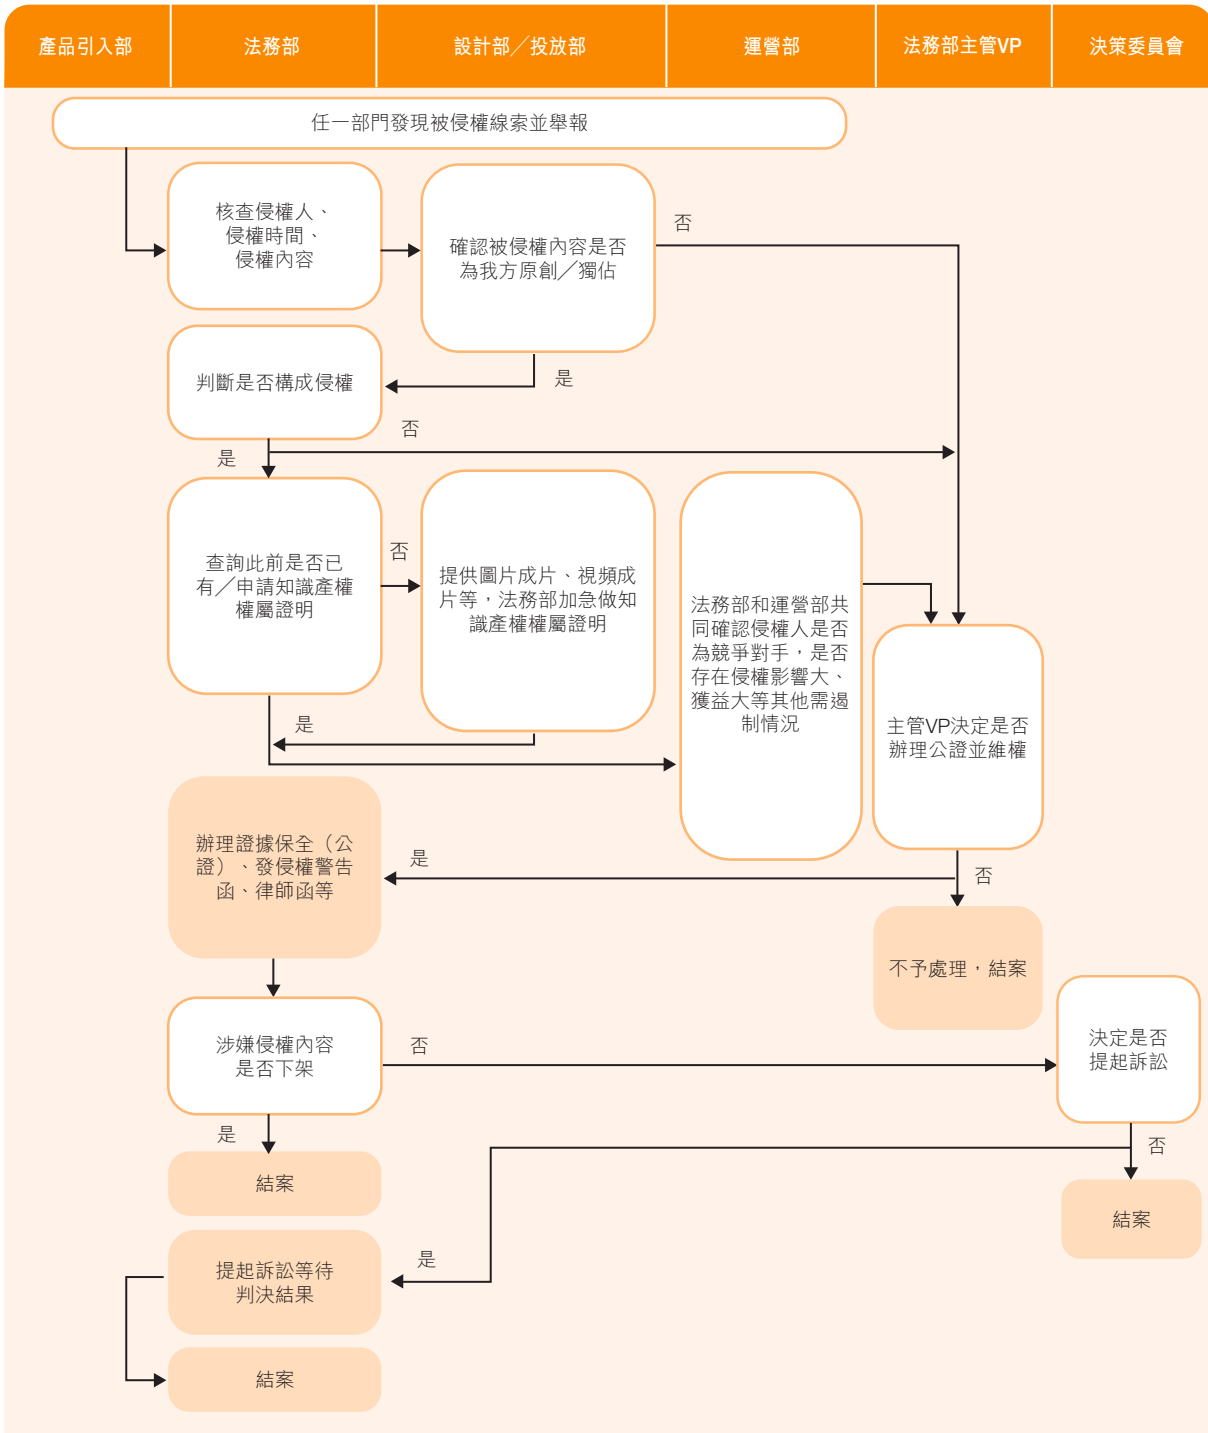 產品引入部
法務部
設計部╱投放部
運營部
法務部主管VP
決策委員會
任一部門發現被侵權線索並舉報
核查侵權人、
侵權時間、
侵權內容
確認被侵權內容是否
為我方原創╱獨佔
否
判斷是否構成侵權
是
否
是
查詢此前是否已
有╱申請知識產權
權屬證明
否
提供圖片成片、視頻成
片等，法務部加急做知
識產權權屬證明
法務部和運營部共
同確認侵權人是否
為競爭對手，是否
存在侵權影響大、
獲益大等其他需遏
制情況
是
主管VP決定是否
辦理公證並維權
辦理證據保全（公
證）、發侵權警告
函、律師函等
是
否
不予處理，結案
涉嫌侵權內容
是否下架
否
決定是否
提起訴訟
是
否
結案
結案
提起訴訟等待
判決結果
是
結案